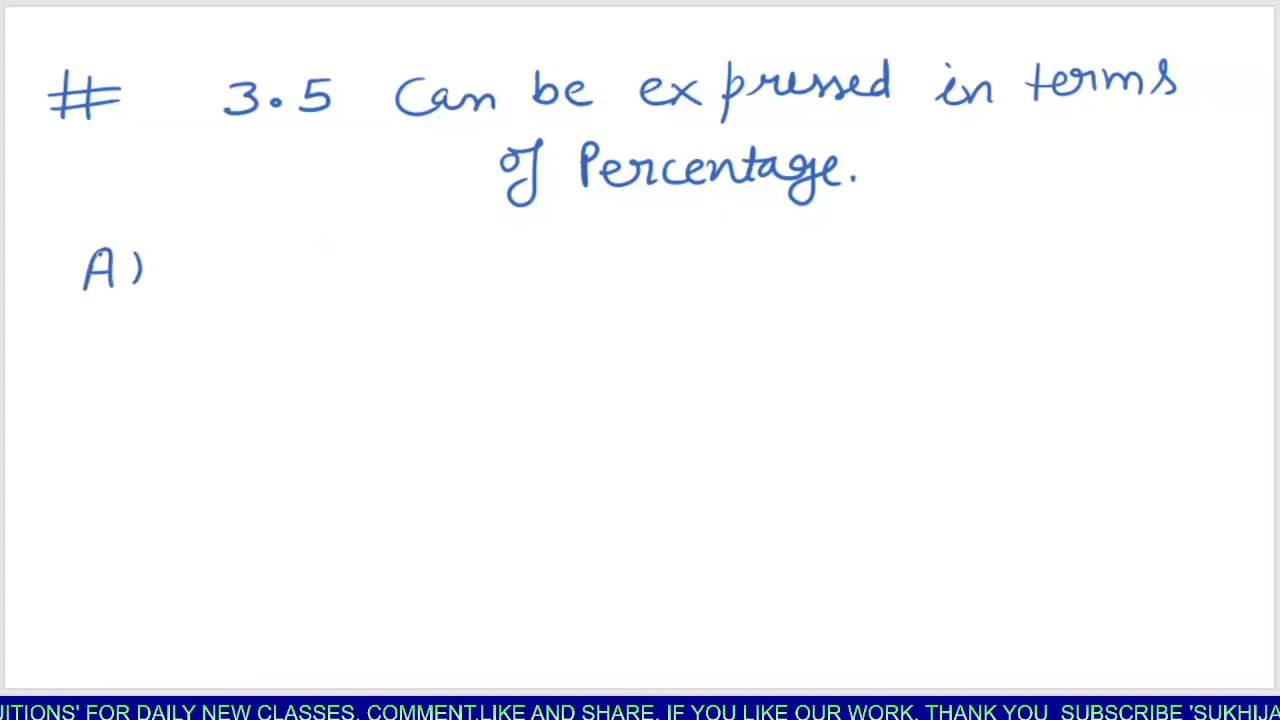 # 3.5 Can be expressed in terms
of Percentage.
A)
UITIONS' FOR DAILY NEW CLASSES. COMMENT,LIKE AND SHARE, IF YOU LIKE OUR WORK. THANK YOU SUBSCRIBE 'SUKHIJA